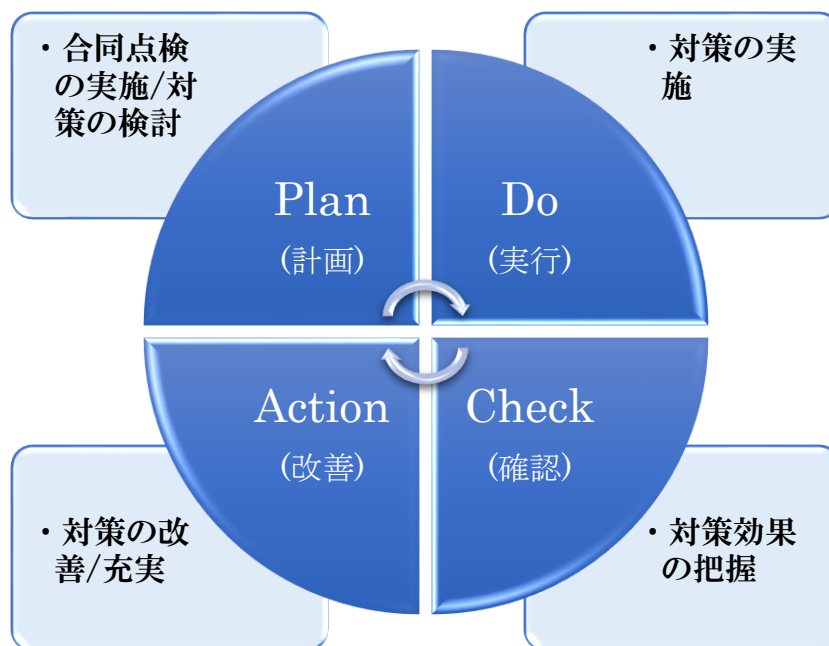 ・合同点検
の実施/対
策の検討
・対策の実
施
Plan
(計画)
Do
(実行)
Action
(改善)
Check
(確認)
・対策の改
善/充実
・対策効果
の把握